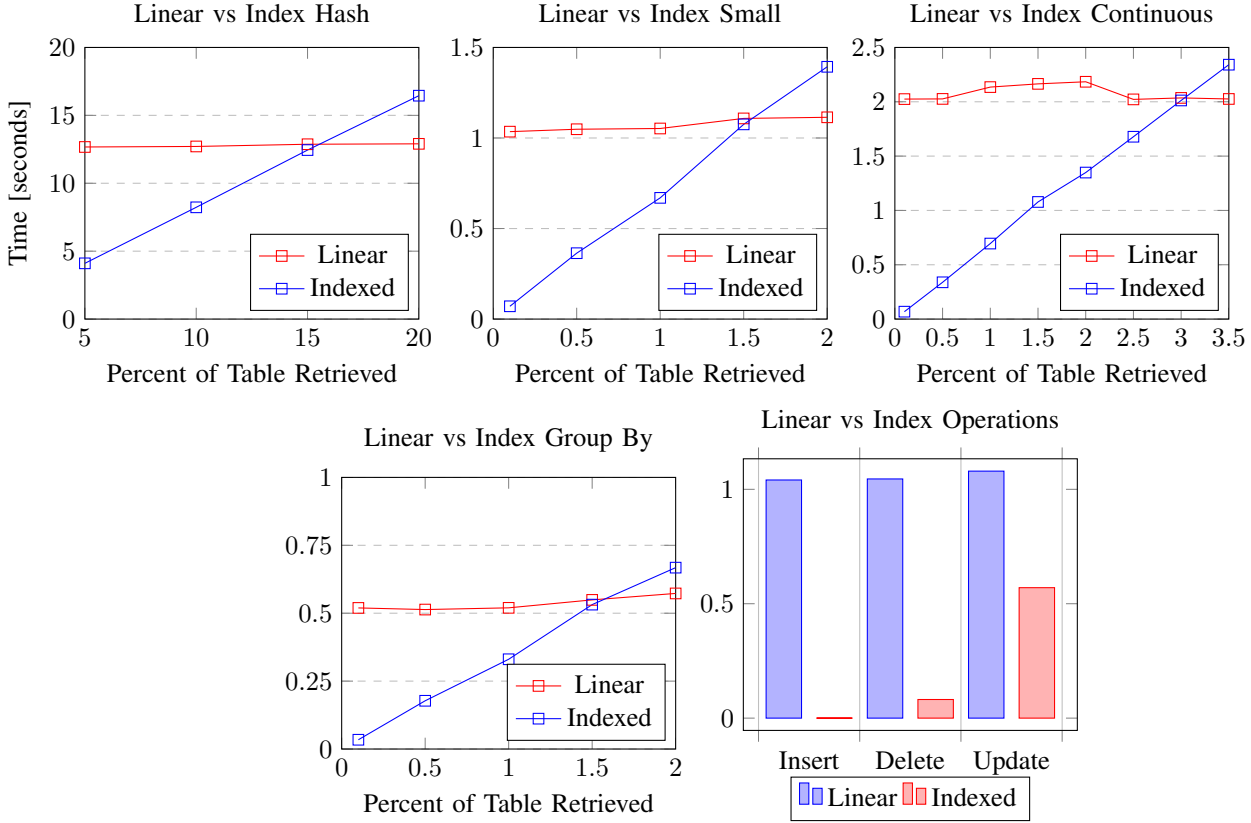 Linear vs Index Hash
Time [seconds]
20
15
10
5
0
5 10 15 20
Percent of Table Retrieved
Linear
Indexed
Linear vs Index Small
1.5
1
0.5
0
0 0.5 1 1.5 2
Percent of Table Retrieved
Linear
Indexed
Linear vs Index Continuous
2.5
2
1.5
1
0.5
0
0 0.5 1 1.5 2 2.5 3 3.5
Percent of Table Retrieved
Linear
Indexed
Linear vs Index Group By
1
0.75
0.5
0.25
0
0 0.5 1 1.5 2
Percent of Table Retrieved
Linear
Indexed
Linear vs Index Operations
1
0.5
0
Insert Delete Update
Linear Indexed